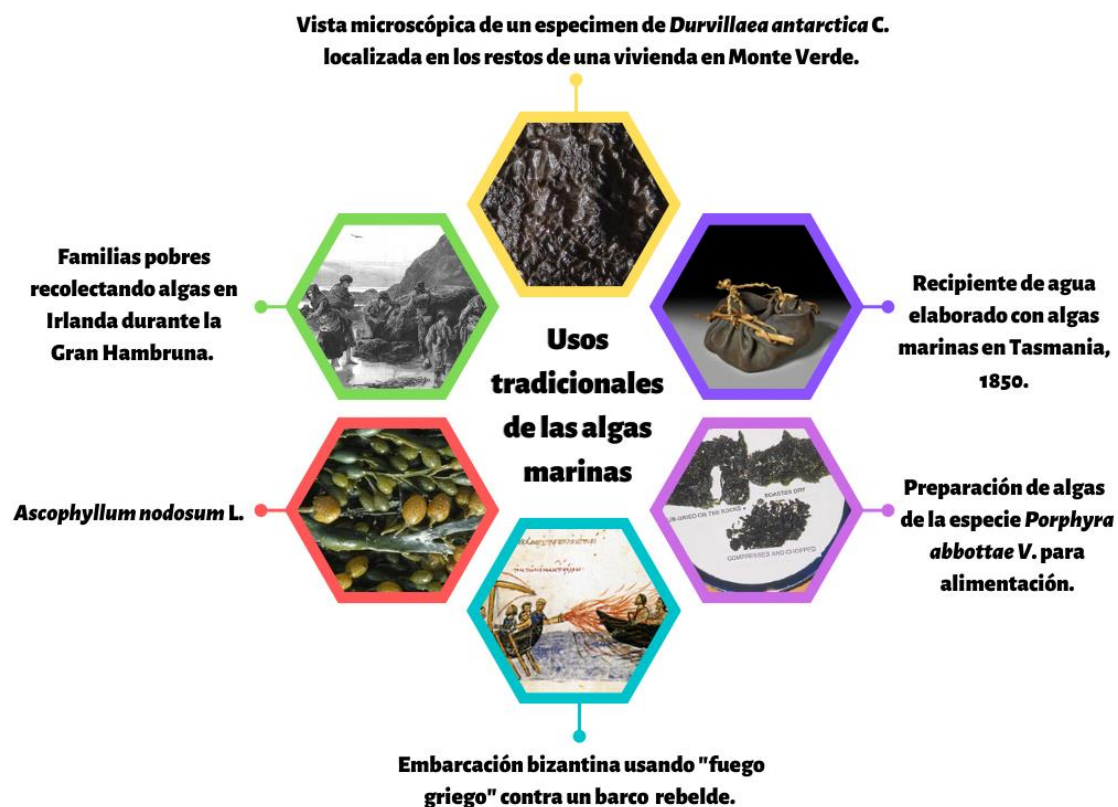 Vista microscópica de un especimen de Durvillaea antarctica C.
localizada en los restos de una vivienda en Monte Verde.
Familias pobres
recolectando algas en
Irlanda durante la
Gran Hambruna.
Recipiente de agua
elaborado con algas
marinas en Tasmania,
1850.
Usos
tradicionales
de las algas
marinas
Ascophyllum nodosum L.
ROASTED DRY
ON THE ROCKS
COMPRESSED AND CHOPPED
Preparación de algas
de la especie Porphyra
abbottae V. para
alimentación.
Embarcación bizantina usando "fuego
griego" contra un barco rebelde.